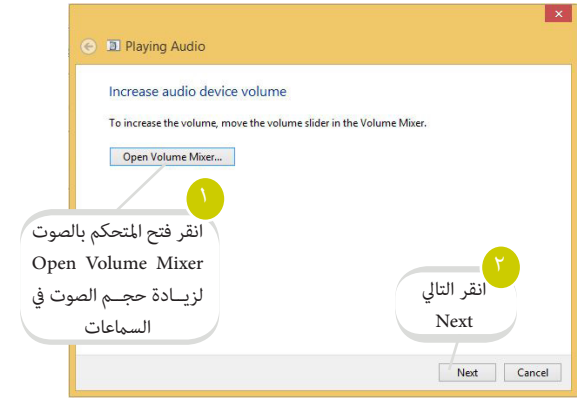 Playing Audio
Increase audio device volume
To increase the volume, move the volume slider in the Volume Mixer.
Open Volume Mixer...
١
انقر فتح المتحكم بالصوت
Open Volume Mixer
لزيــادة حجــم الصوت في
السماعات
٢
انقر التالي
Next
Next
Cancel